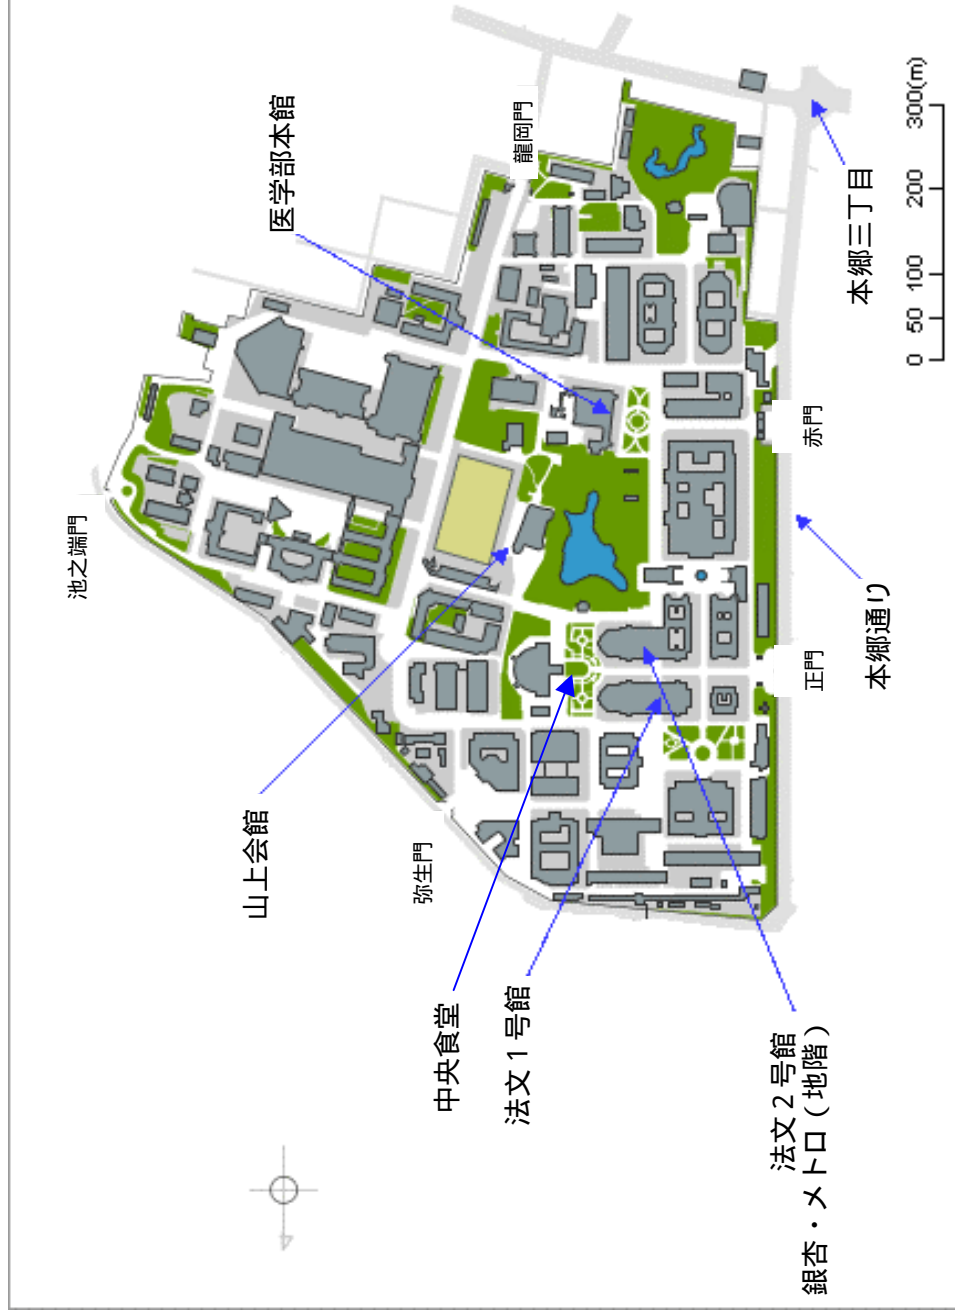 池之端門
医学部本館
龍岡門
山上会館
弥生門
中央食堂
法文1号館
法文2号館
銀杏・メトロ(地階)
正門
赤門
本郷通り
本郷三丁目
0 50 100 200 300(m)